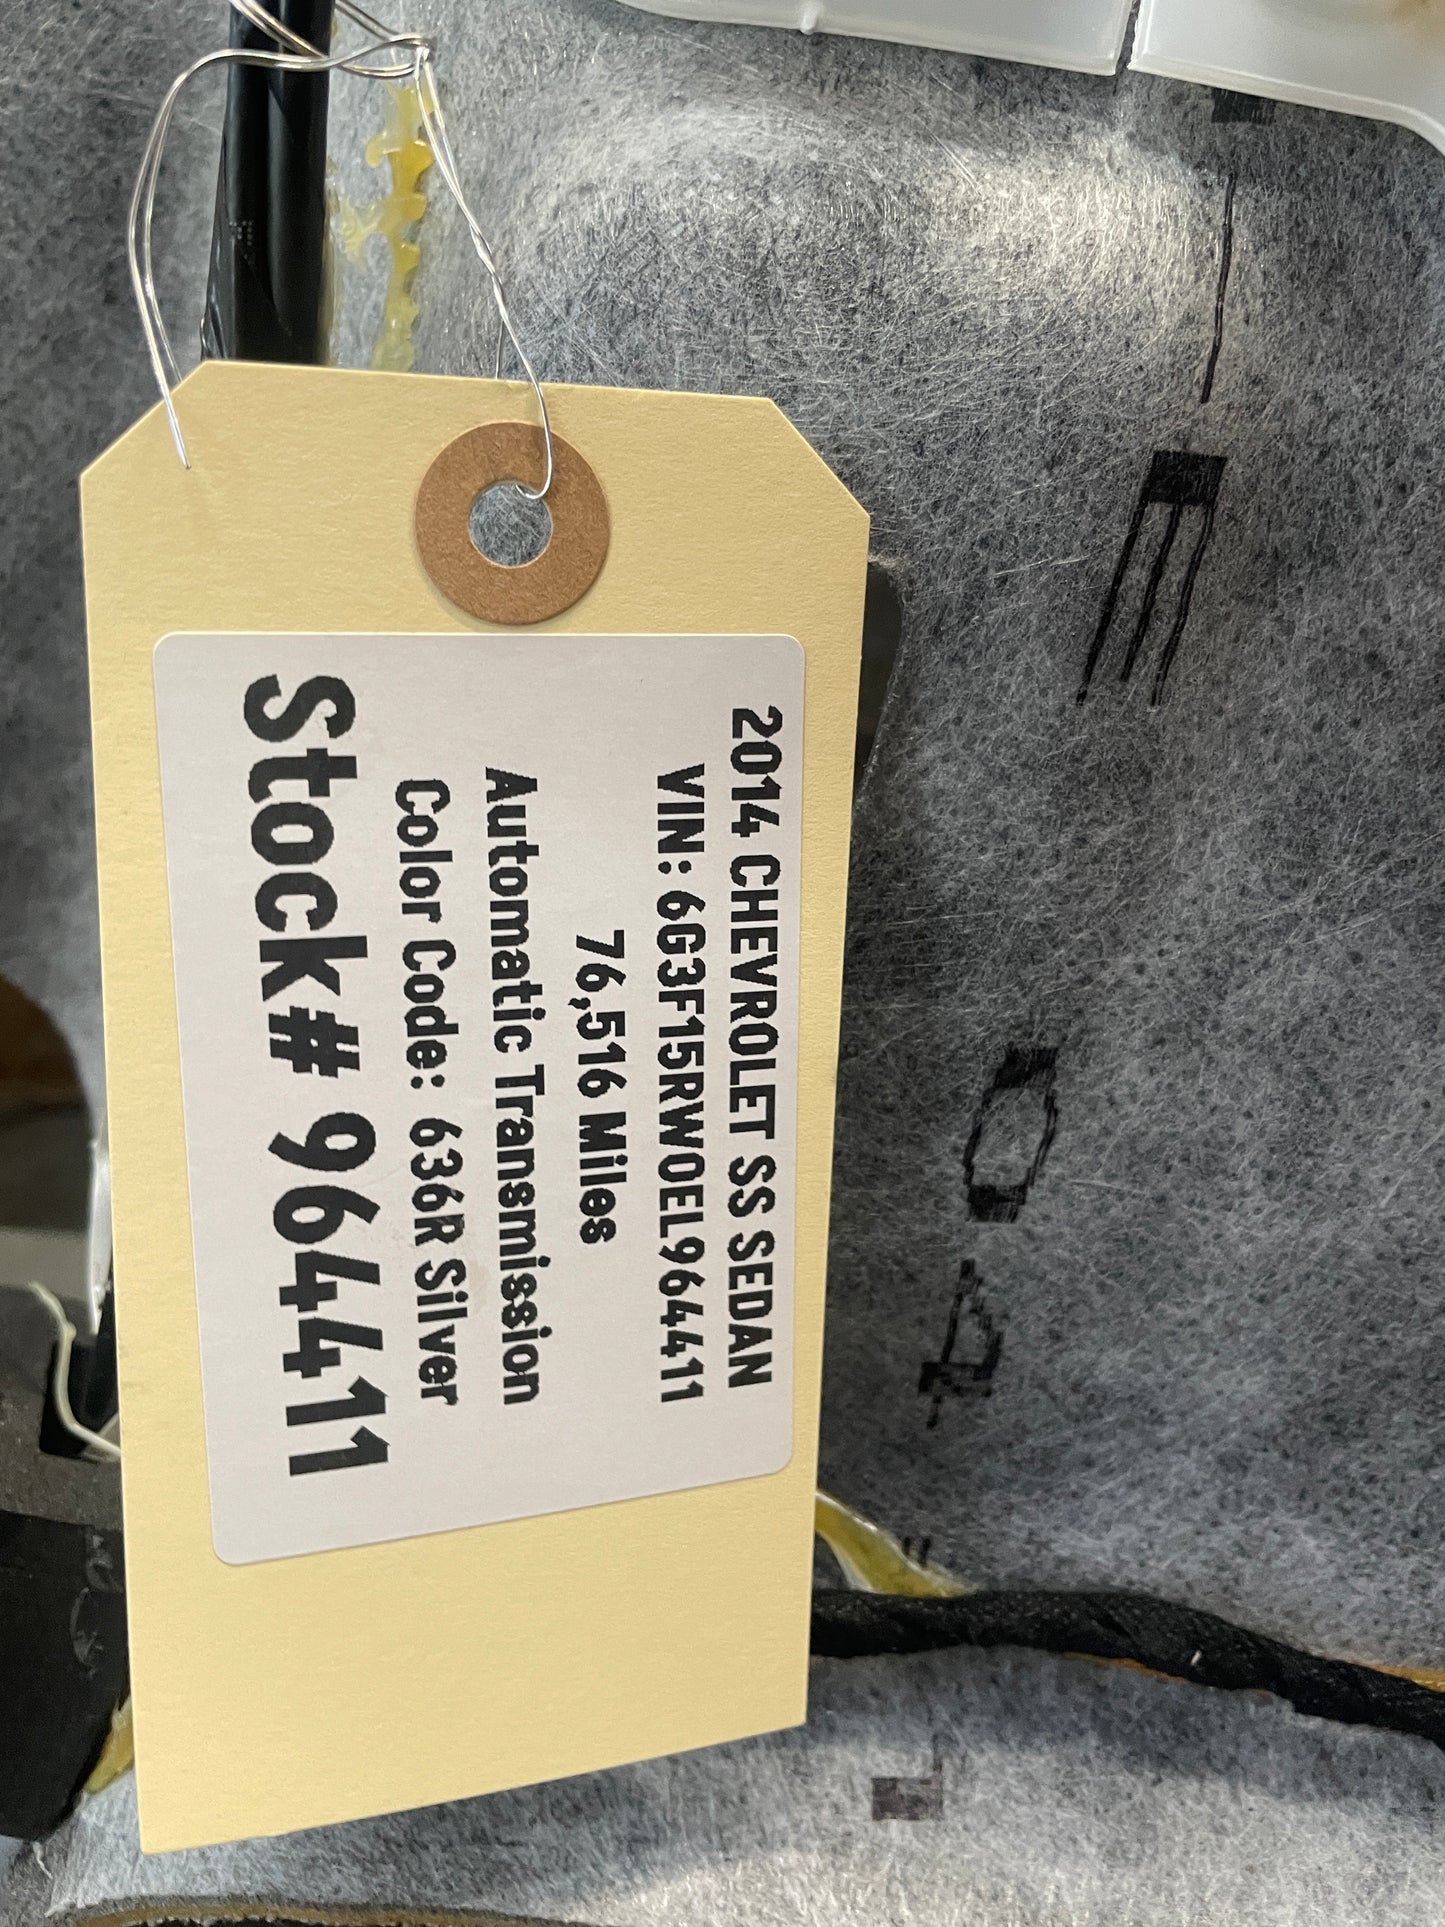 2014 CHEVROLET SS SEDAN
VIN: 6G3F15RW0EL964411
76,516 Miles
Automatic Transmission
Color Code: 636R Silver
Stock# 964411